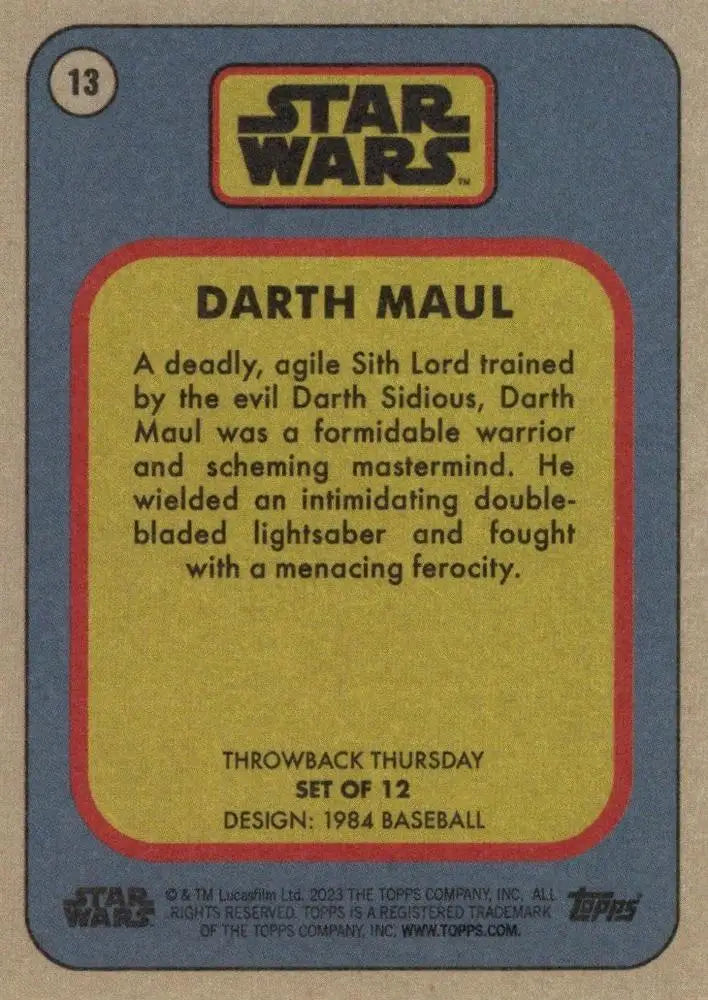 13
STAR
WARS™
DARTH MAUL
A deadly, agile Sith Lord trained
by the evil Darth Sidious, Darth
Maul was a formidable warrior
and scheming mastermind. He
wielded an intimidating double-
bladed lightsaber and fought
with a menacing ferocity.
THROWBACK THURSDAY
SET OF 12
DESIGN: 1984 BASEBALL
STAR
WARS
© & TM Lucasfilm Ltd. 2023 THE TOPPS COMPANY, INC, ALL
RIGHTS RESERVED. TOPPS IS A REGISTERED TRADEMARK
OF THE TOPPS COMPANY, INC. WWW.TOPPS.COM.
Topps